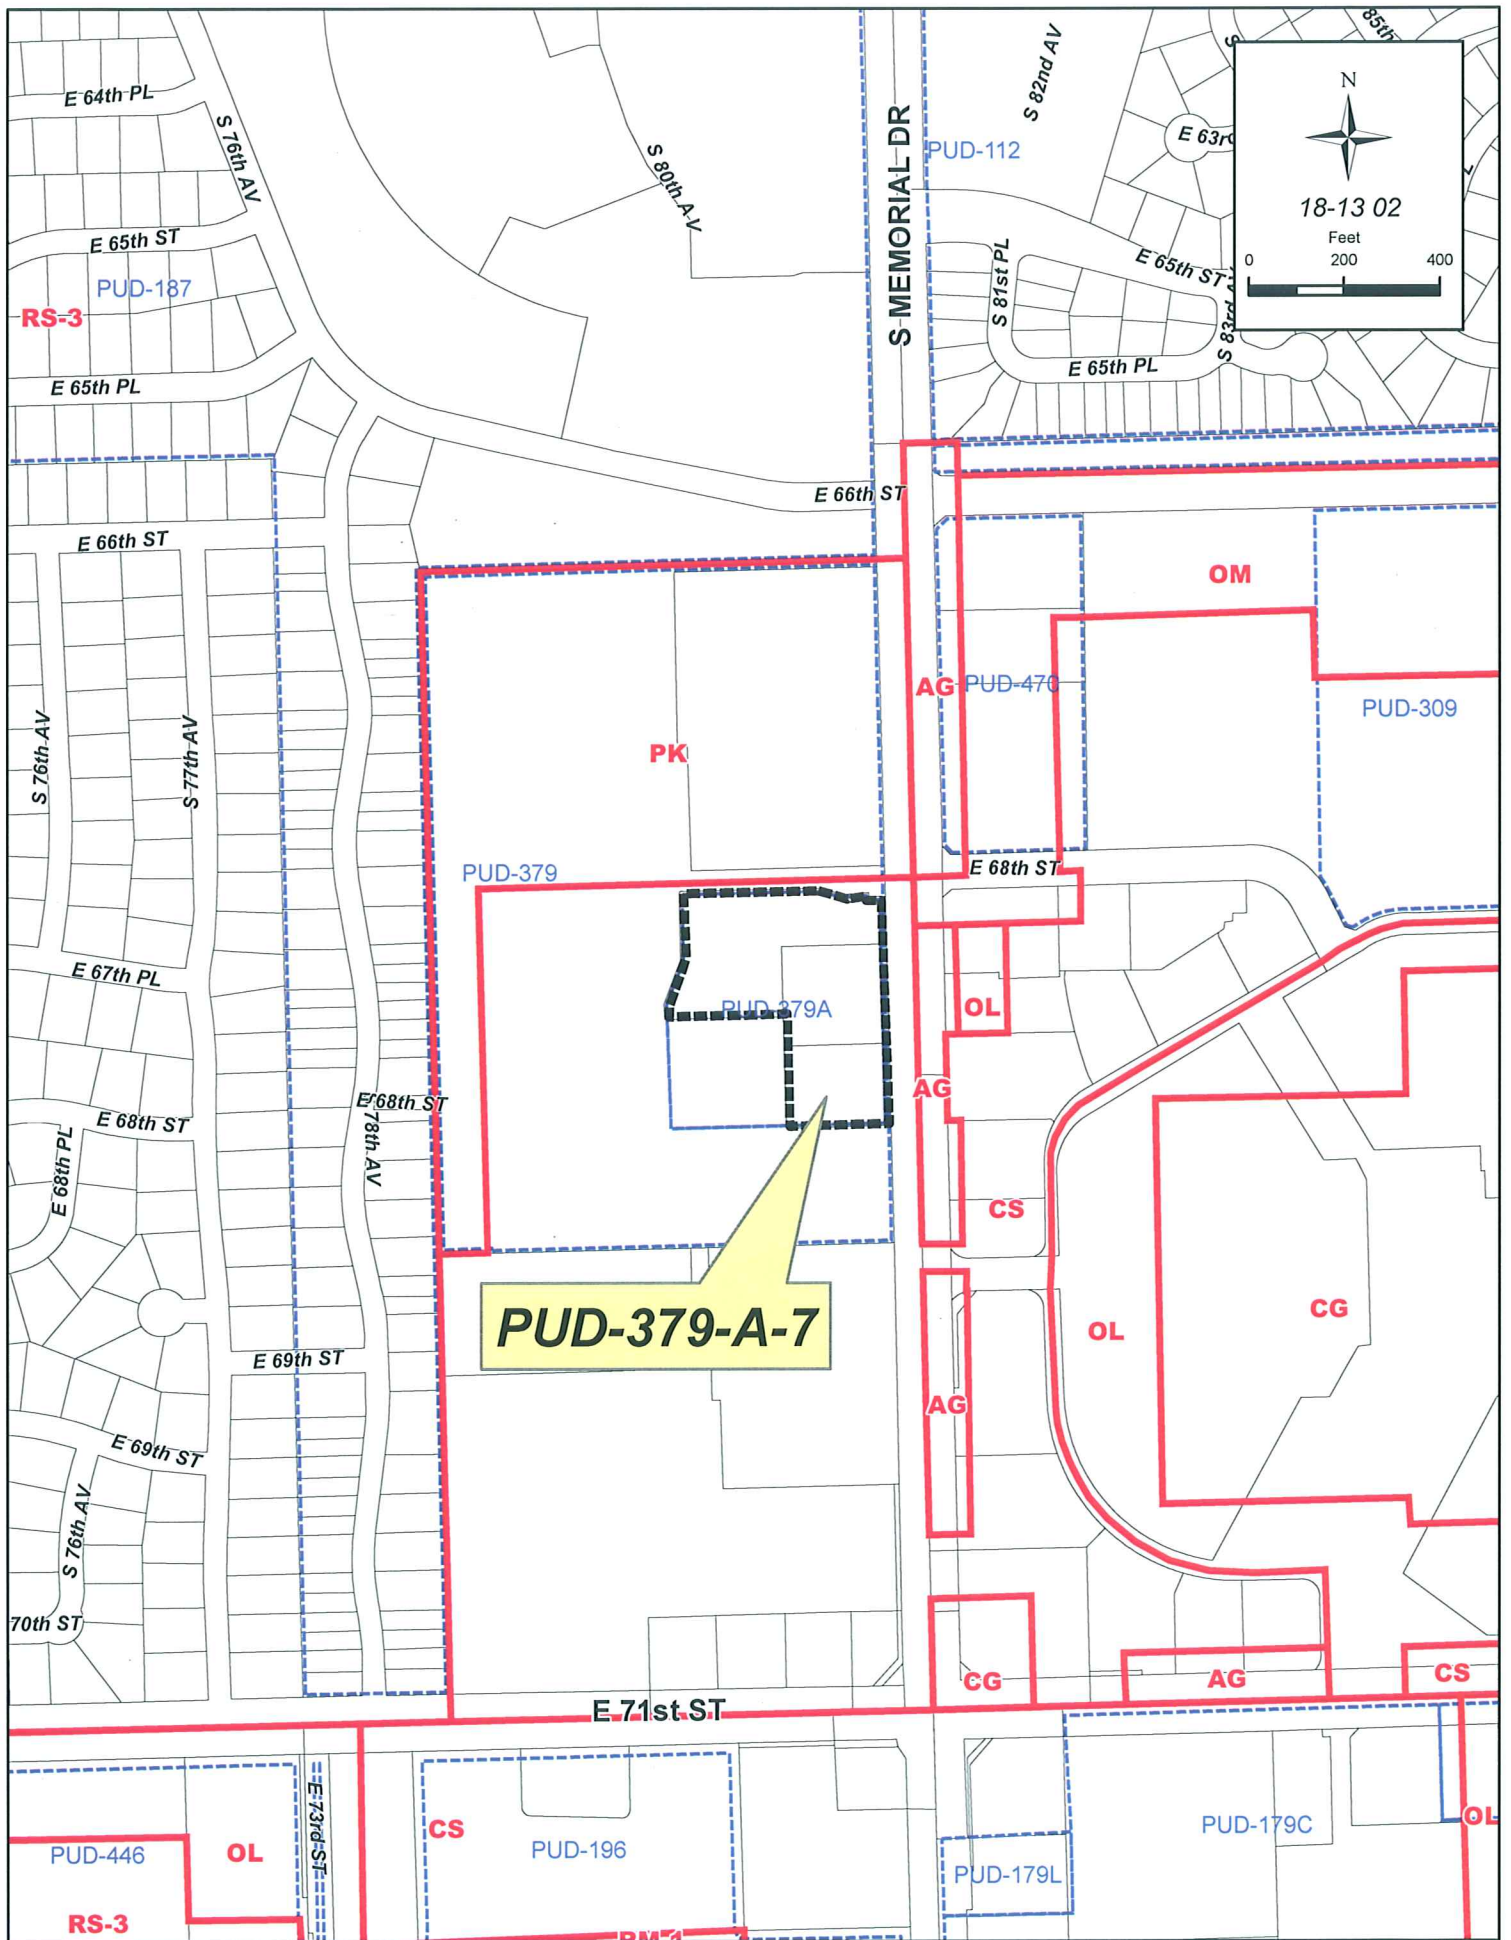 85th
S 82nd AV
E 64th PL
S 76th AV
S MEMORIAL DR
PUD-112
N
18-13 02
Feet
0 200 400
S 80th AV
E 65th ST
PUD-187
RS-3
E 65th ST
S 81st PL
S 83rd
E 65th PL
E 65th PL
E 66th ST
E 66th ST
OM
AG
PUD-470
PUD-309
PK
S 76th AV
S 77th AV
PUD-379
E 68th ST
E 67th PL
PUD-379A
OL
AG
E 68th ST
E 68th ST
S 78th AV
E 68th PL
CS
CG
OL
PUD-379-A-7
E 69th ST
AG
E 69th ST
S 76th AV
70th ST
CG
AG
CS
E 71st ST
E 73rd ST
CS
PUD-196
PUD-179C
OL
PUD-446
OL
PUD-179L
RS-3
RM-1